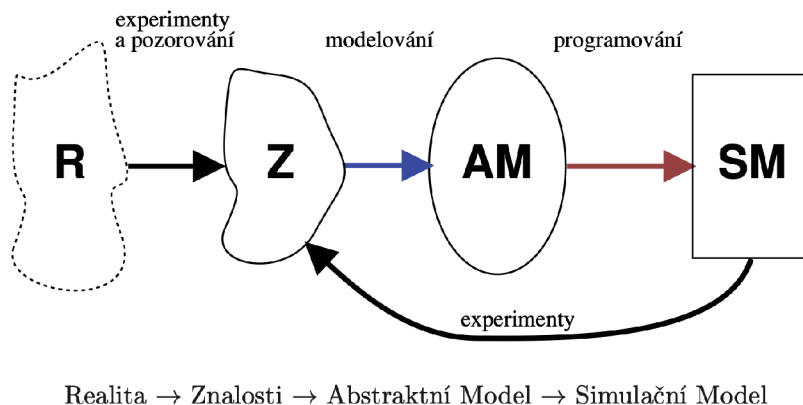 experimenty
a pozorování
modelování
programování
R
Z
AM
SM
experimenty
Realita → Znalosti → Abstraktní Model → Simulační Model